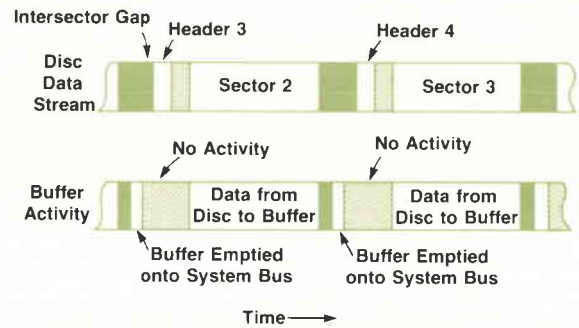 Intersector Gap
Header 3
Header 4
Disc
Data
Stream
Sector 2
Sector 3
No Activity
No Activity
Buffer
Activity
Data from
Disc to Buffer
Data from
Disc to Buffer
Buffer Emptied
onto System Bus
Buffer Emptied
onto System Bus
Time